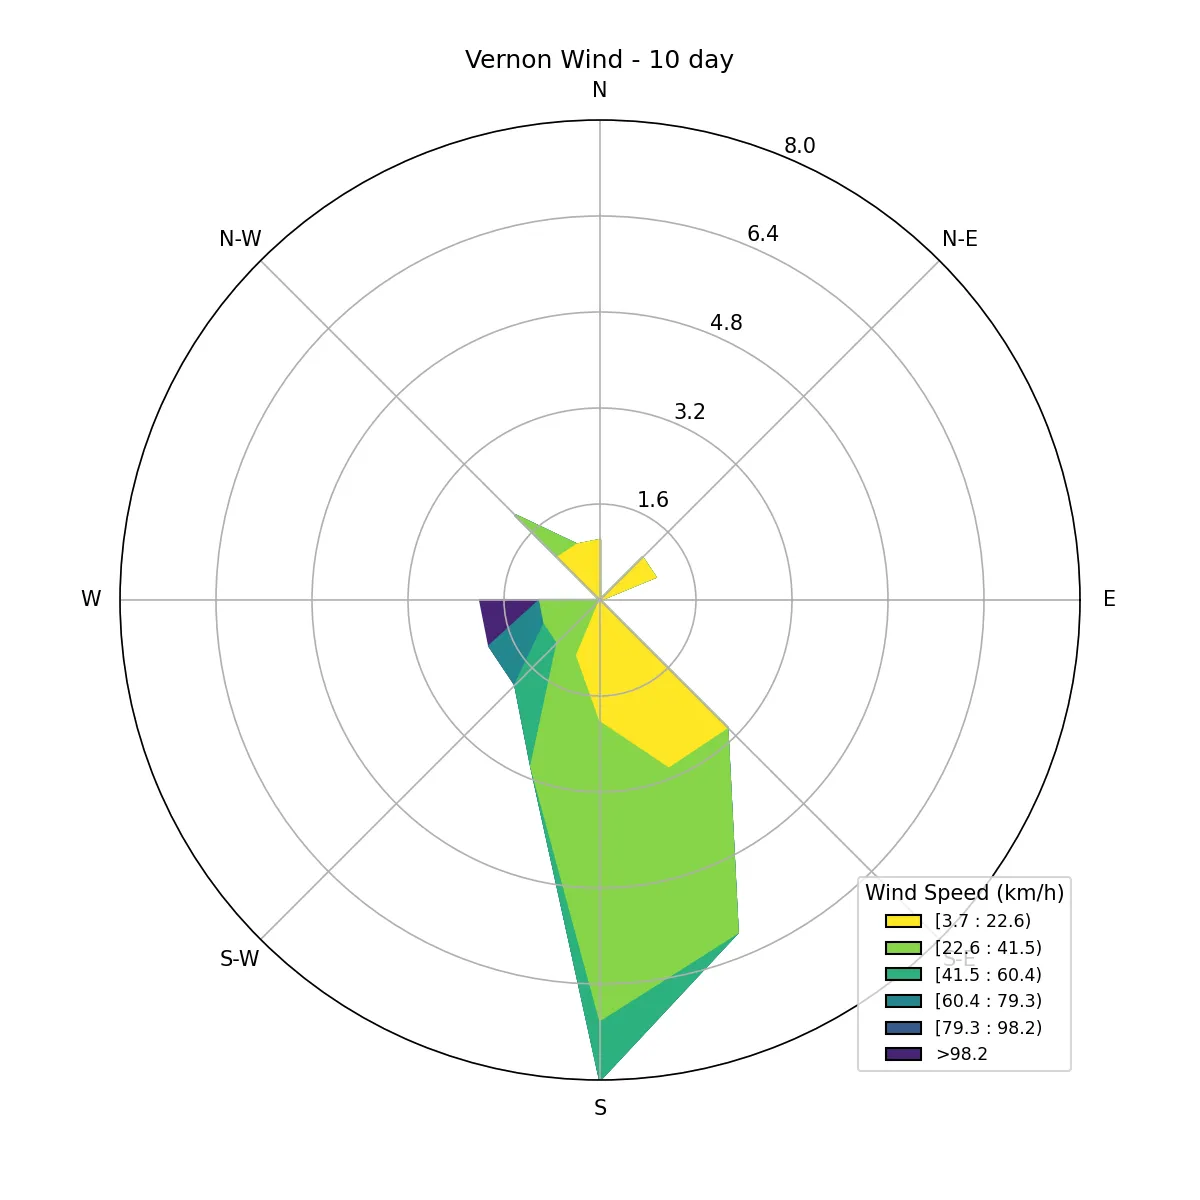 Vernon Wind - 10 day
N
8.0
N-W
6.4
N-E
4.8
3.2
1.6
W
E
Wind Speed (km/h)
[3.7 : 22.6)
[22.6 : 41.5)
S-W
S-E
[41.5 : 60.4)
[60.4 : 79.3)
[79.3 : 98.2)
>98.2
S